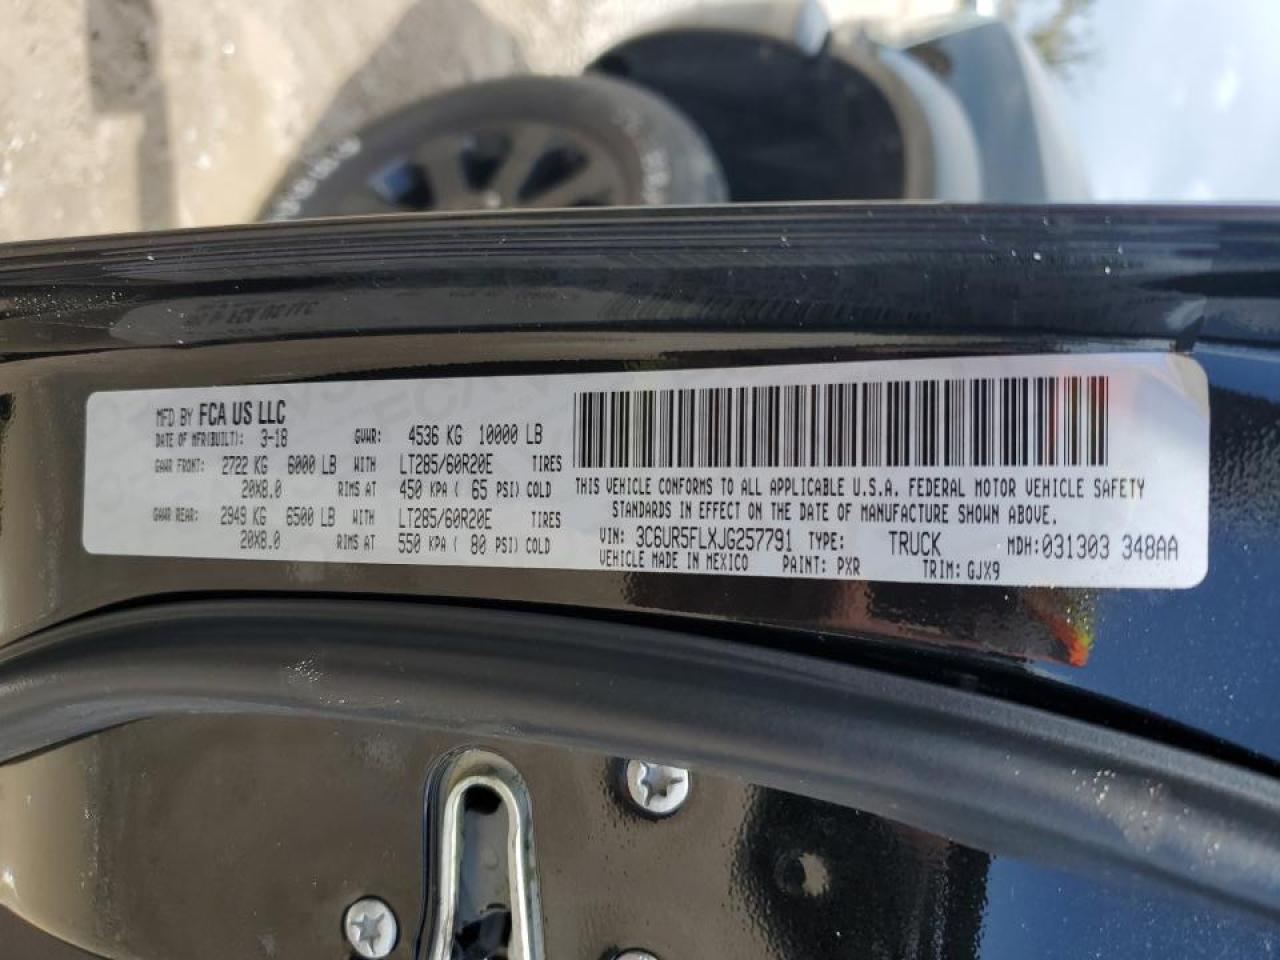 MFD BY FCA US LLC
DATE OF MFR(BUILT): 3-18 GVWR: 4536 KG 10000 LB
GAWR FRONT: 2722 KG 6000 LB WITH LT285/60R20E TIRES
20X8.0 RIMS AT 450 KPA ( 65 PSI) COLD
GAWR REAR: 2949 KG 6500 LB WITH LT285/60R20E TIRES
20X8.0 RIMS AT 550 KPA ( 80 PSI) COLD
THIS VEHICLE CONFORMS TO ALL APPLICABLE U.S.A. FEDERAL MOTOR VEHICLE SAFETY
STANDARDS IN EFFECT ON THE DATE OF MANUFACTURE SHOWN ABOVE.
VIN: 3C6UR5FLXJG257791 TYPE: TRUCK MDH:031303 348AA
VEHICLE MADE IN MEXICO PAINT: PXR TRIM: GJX9